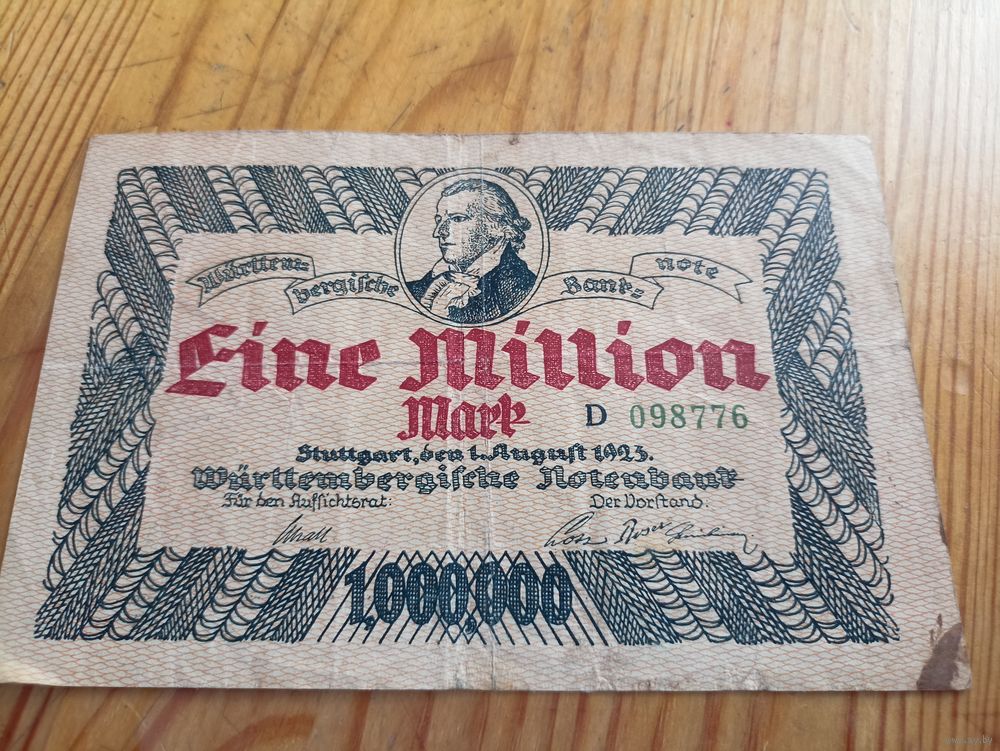 Württem-
bergische
Bank-
note
Eine Million
Mark
D 098776
Stuttgart, den 1. August 1923.
Württembergische Notenbank
Für den Aufsichtsrat: Der Vorstand:
1,000,000